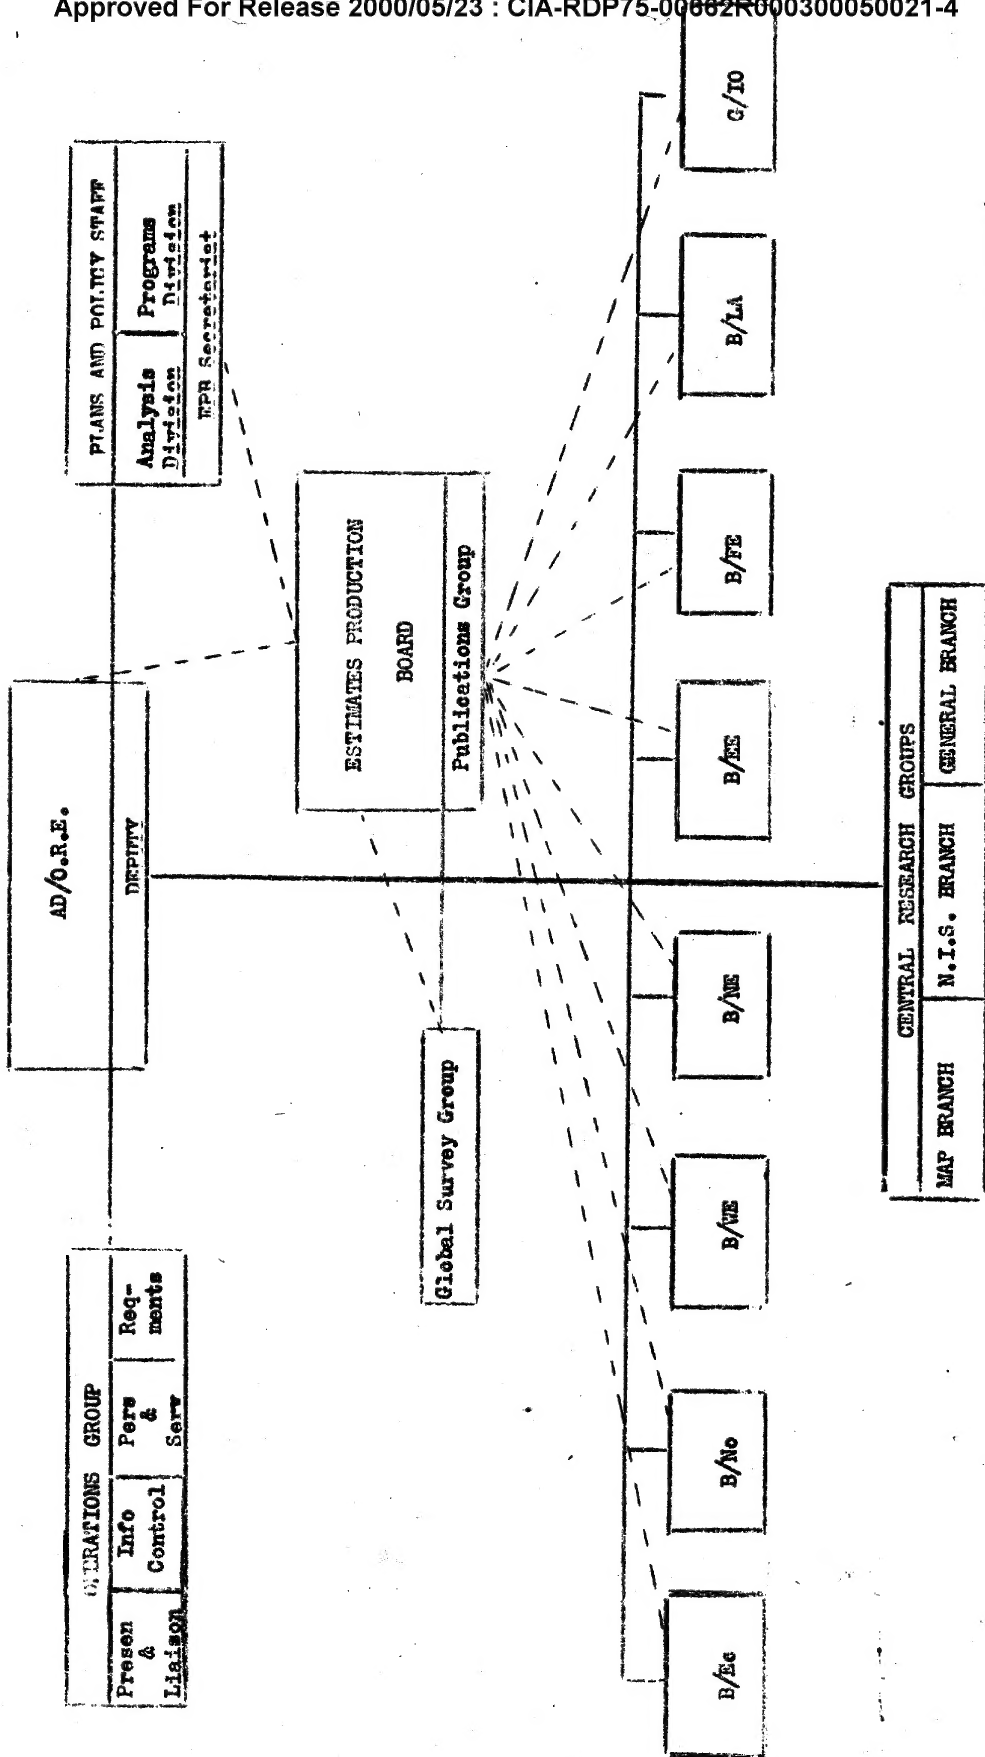 Approved For Release 2000/05/23 : CIA-RDP75-00662R000300050021-4
AD/O.R.E.
DEPUTY
OPERATIONS GROUP
Presen
&
Liaison
Info
Control
Pers
&
Serv
Req-
ments
PLANS AND POLICY STAFF
Analysis
Division
Programs
Division
EPB Secretariat
ESTIMATES PRODUCTION
BOARD
Publications Group
Global Survey Group
B/Ec
B/No
B/WE
B/NE
B/EE
B/FE
B/LA
G/IO
CENTRAL RESEARCH GROUPS
MAP BRANCH
N.I.S. BRANCH
GENERAL BRANCH